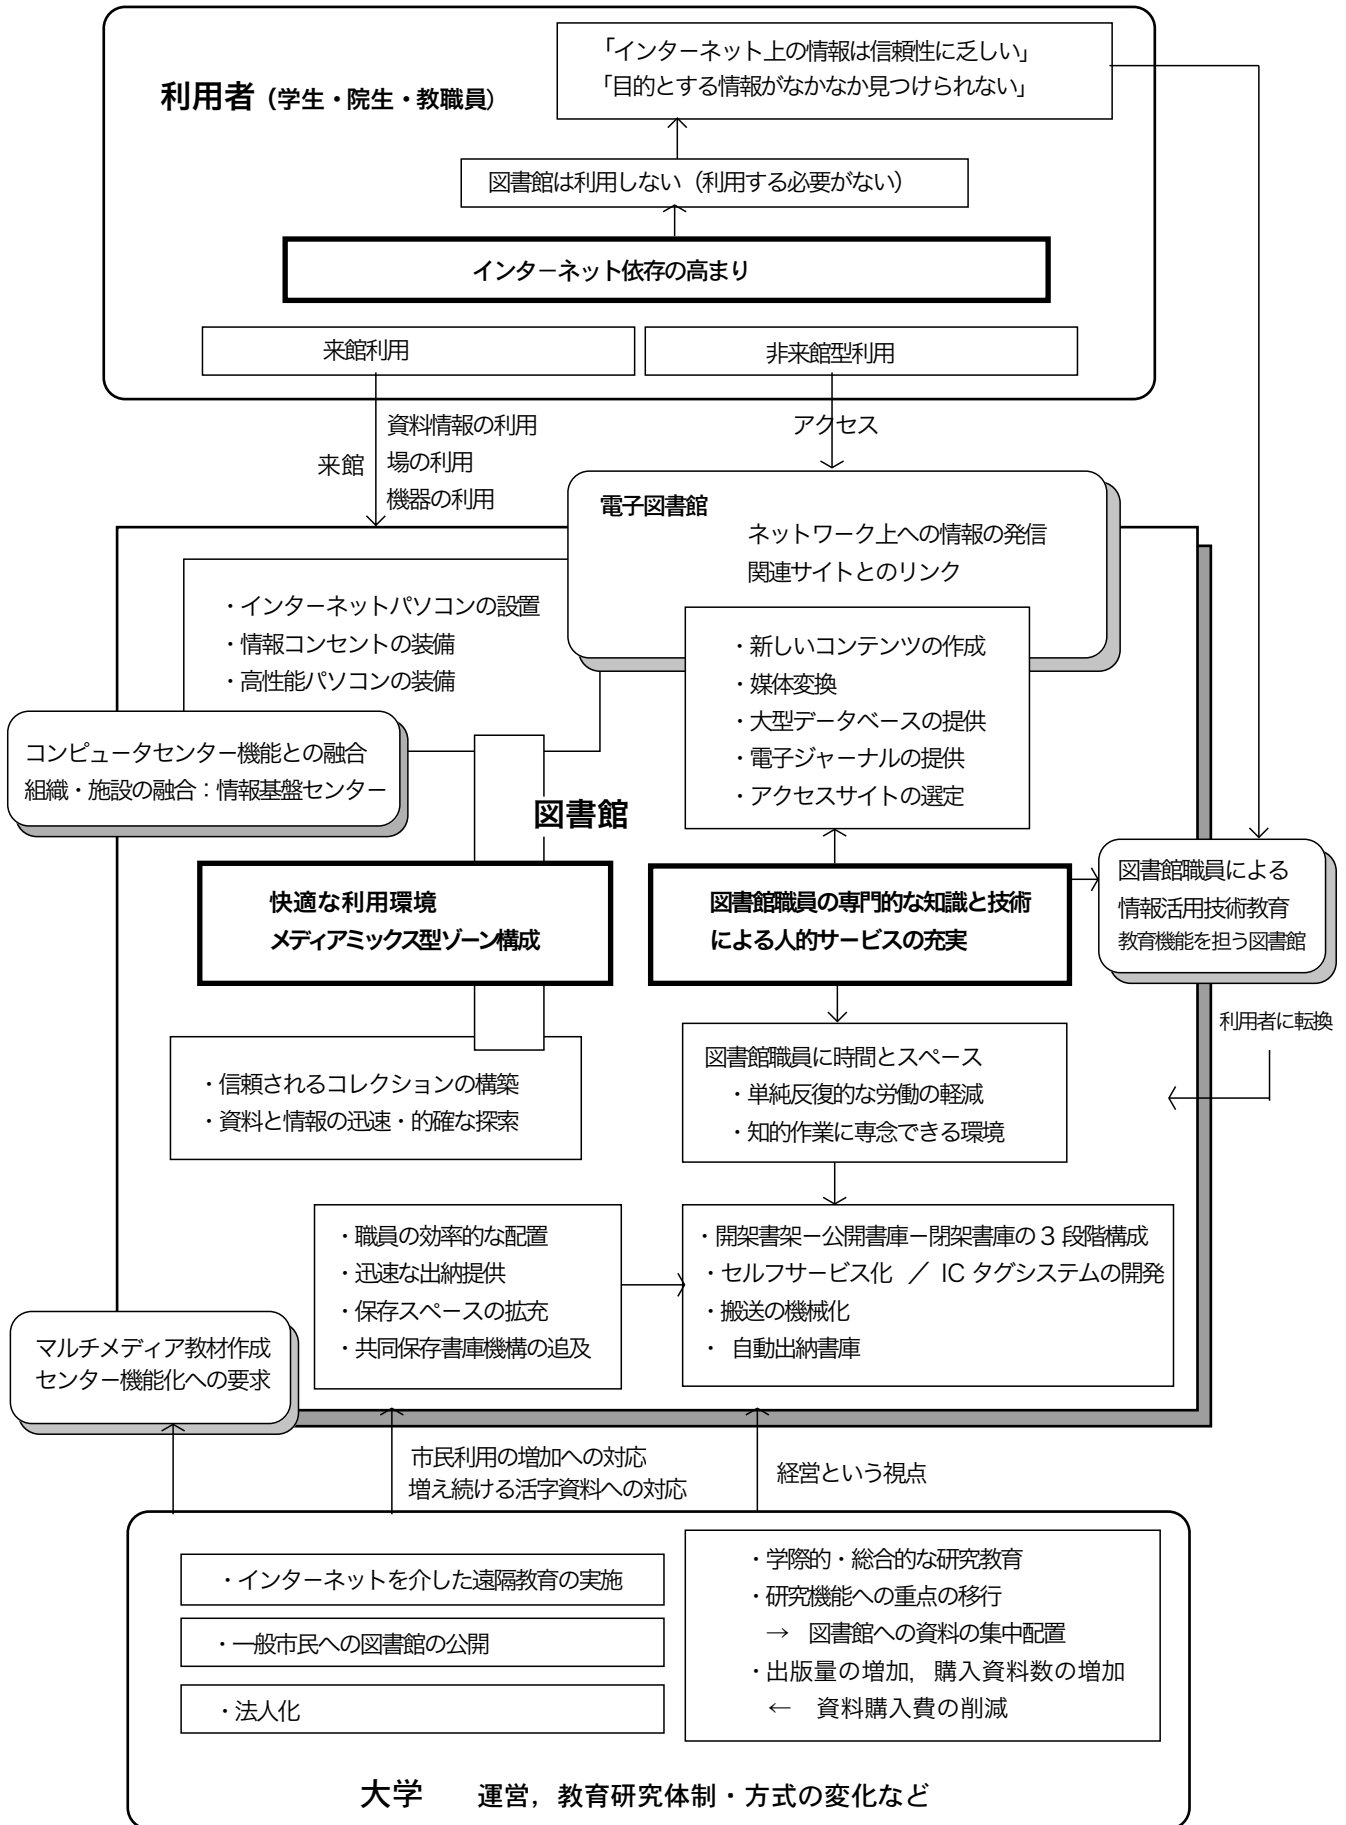 「インターネット上の情報は信頼性に乏しい」
「目的とする情報がなかなか見つけられない」
利用者（学生・院生・教職員）
図書館は利用しない（利用する必要がない）
インターネット依存の高まり
来館利用
非来館型利用
資料情報の利用
場の利用
機器の利用
来館
アクセス
電子図書館
ネットワーク上への情報の発信
関連サイトとのリンク
・インターネットパソコンの設置
・情報コンセントの装備
・高性能パソコンの装備
・新しいコンテンツの作成
・媒体変換
・大型データベースの提供
・電子ジャーナルの提供
・アクセスサイトの選定
コンピュータセンター機能との融合
組織・施設の融合：情報基盤センター
図書館
快適な利用環境
メディアミックス型ゾーン構成
図書館職員の専門的な知識と技術
による人的サービスの充実
図書館職員による
情報活用技術教育
教育機能を担う図書館
利用者に転換
・信頼されるコレクションの構築
・資料と情報の迅速・的確な探索
図書館職員に時間とスペース
・単純反復的な労働の軽減
・知的作業に専念できる環境
・職員の効率的な配置
・迅速な出納提供
・保存スペースの拡充
・共同保存書庫機構の追及
・開架書架－公開書庫－閉架書庫の３段階構成
・セルフサービス化 ／ IC タグシステムの開発
・搬送の機械化
・ 自動出納書庫
マルチメディア教材作成
センター機能化への要求
市民利用の増加への対応
増え続ける活字資料への対応
経営という視点
・インターネットを介した遠隔教育の実施
・一般市民への図書館の公開
・法人化
・学際的・総合的な研究教育
・研究機能への重点の移行
→ 図書館への資料の集中配置
・出版量の増加，購入資料数の増加
← 資料購入費の削減
大学 運営，教育研究体制・方式の変化など